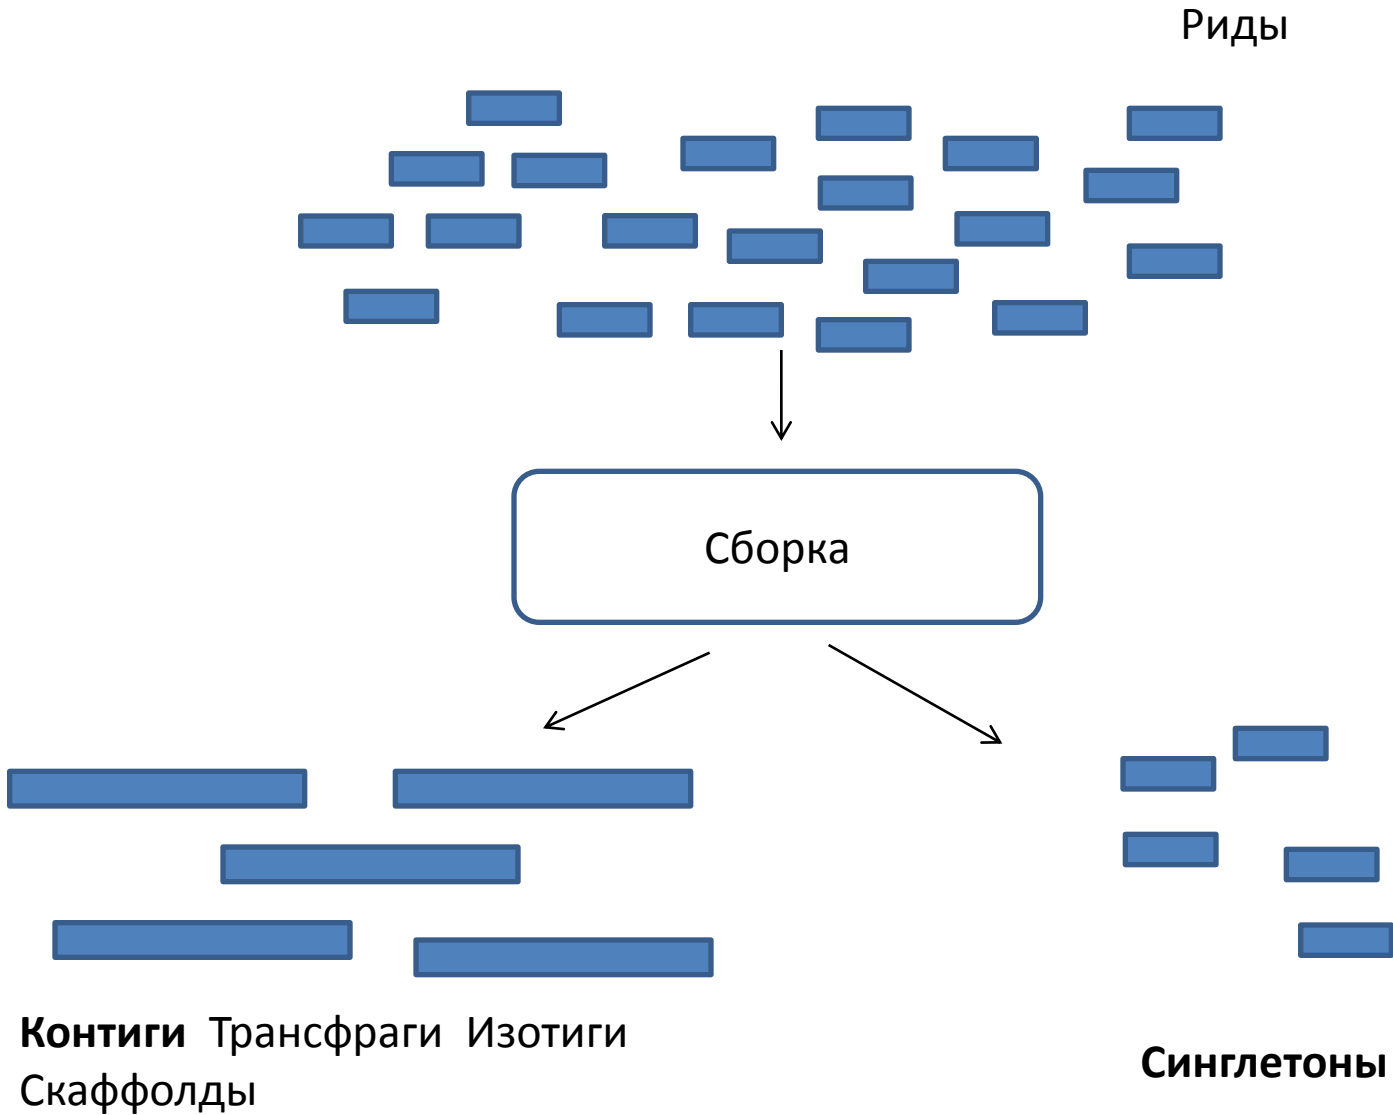 Риды
Сборка
Контиги Трансфраги Изотиги
Скаффолды
Синглетоны